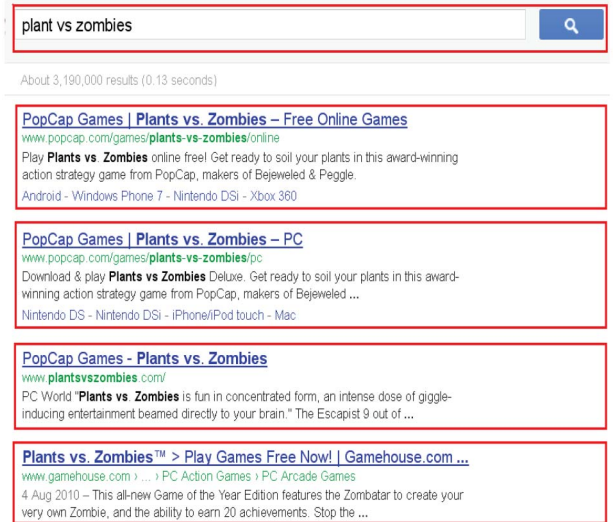 plant vs zombies
About 3,190,000 results (0.13 seconds)
PopCap Games | Plants vs. Zombies – Free Online Games
www.popcap.com/games/plants-vs-zombies/online
Play Plants vs. Zombies online free! Get ready to soil your plants in this award-winning
action strategy game from PopCap, makers of Bejeweled & Peggle.
Android - Windows Phone 7 - Nintendo DSi - Xbox 360
PopCap Games | Plants vs. Zombies – PC
www.popcap.com/games/plants-vs-zombies/pc
Download & play Plants vs Zombies Deluxe. Get ready to soil your plants in this award-
winning action strategy game from PopCap, makers of Bejeweled ...
Nintendo DS - Nintendo DSi - iPhone/iPod touch - Mac
PopCap Games - Plants vs. Zombies
www.plantsvszombies.com/
PC World "Plants vs. Zombies is fun in concentrated form, an intense dose of giggle-
inducing entertainment beamed directly to your brain." The Escapist 9 out of ...
Plants vs. Zombies™ > Play Games Free Now! | Gamehouse.com ...
www.gamehouse.com › ... › PC Action Games › PC Arcade Games
4 Aug 2010 – This all-new Game of the Year Edition features the Zombatar to create your
very own Zombie, and the ability to earn 20 achievements. Stop the ...